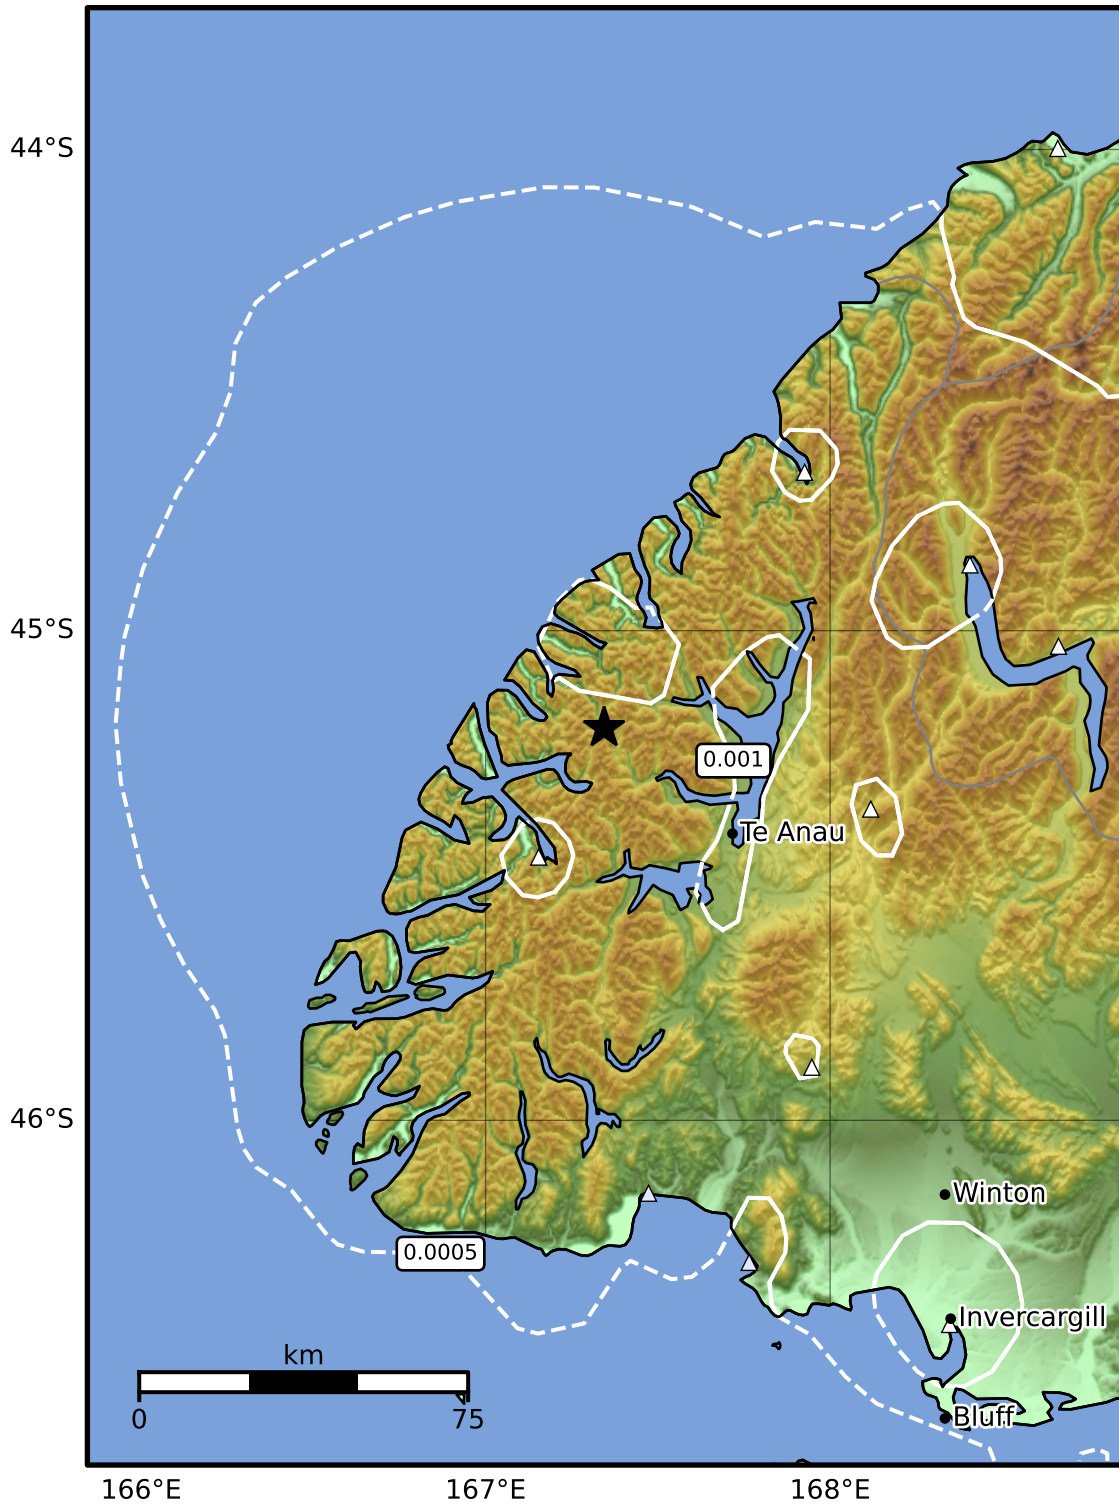 44°S
45°S
0.001
Te Anau
46°S
Winton
0.0005
Invercargill
km
0 75
Bluff
166°E 167°E 168°E